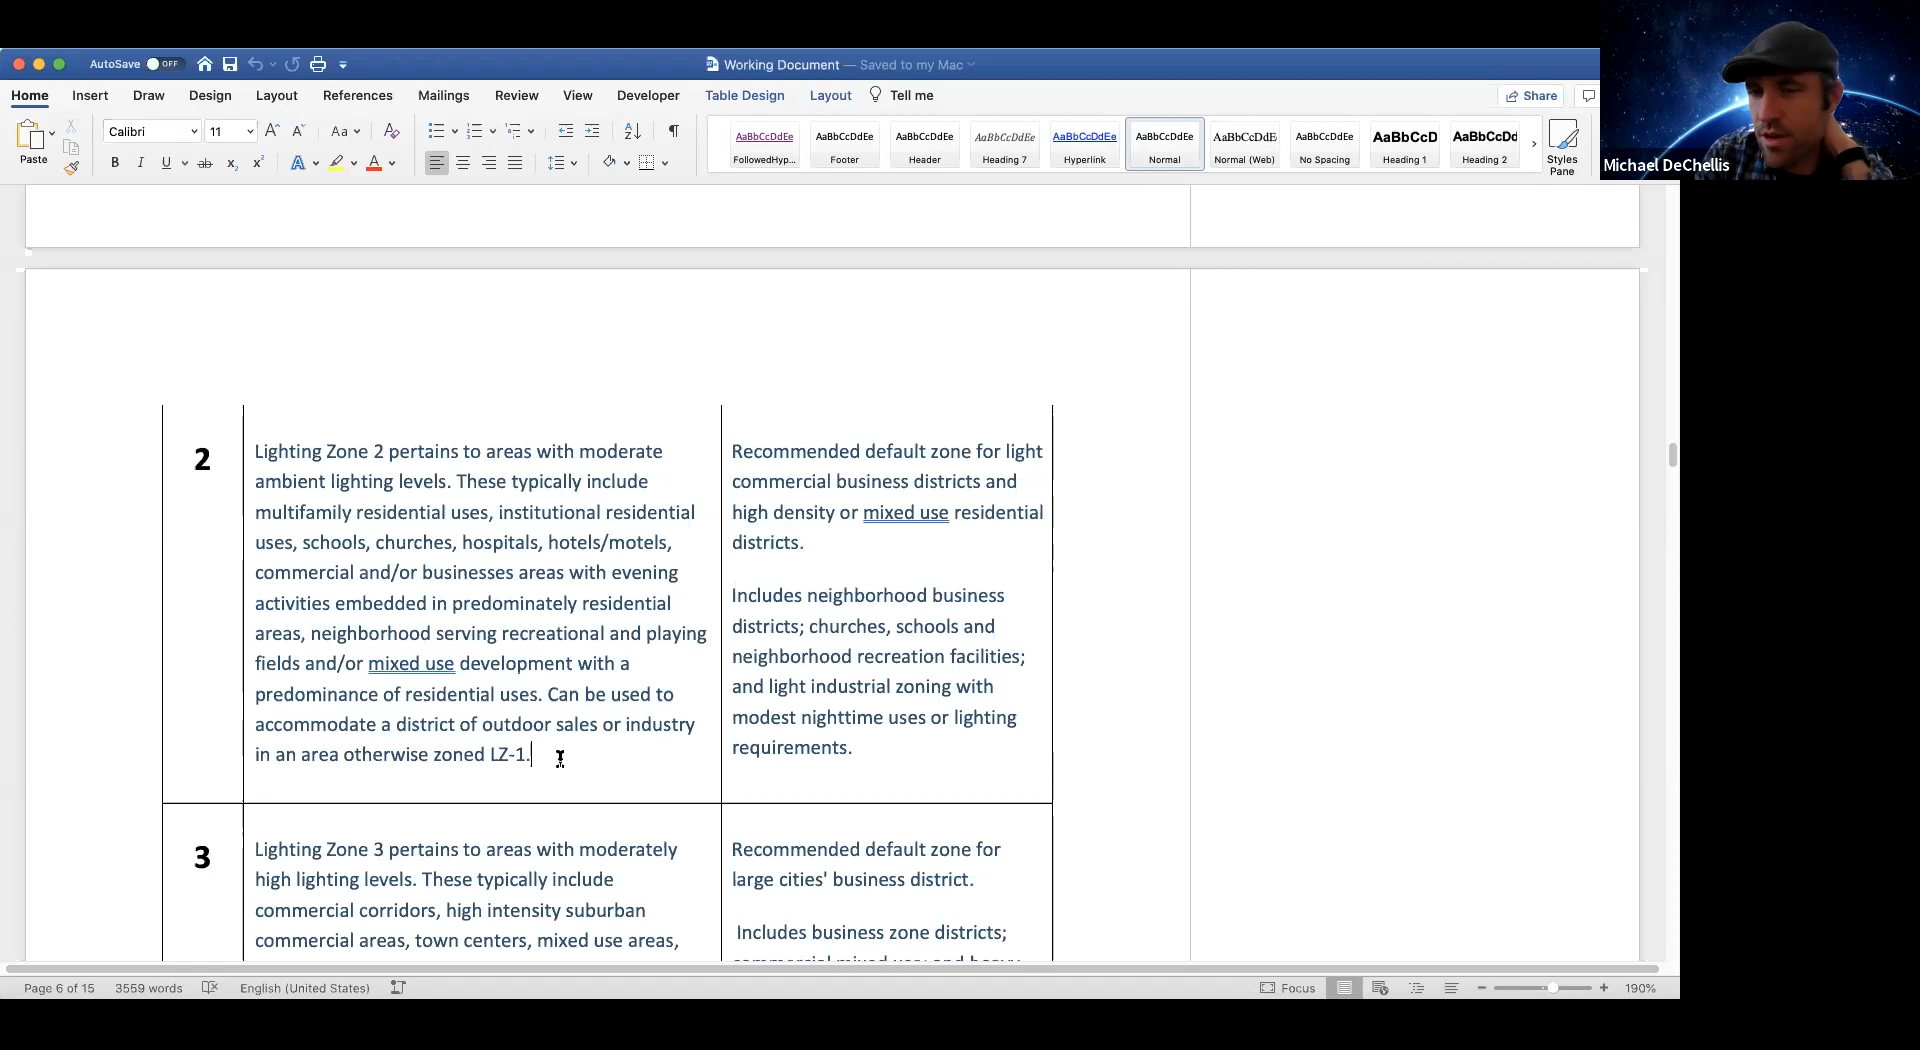 AutoSave OFF
Working Document — Saved to my Mac
Home Insert Draw Design Layout References Mailings Review View Developer Table Design Layout Tell me
Share
Paste
Calibri 11
AaBbCcDdEe AaBbCcDdEe AaBbCcDdEe AaBbCcDdEe AaBbCcDdEe AaBbCcDdEe AaBbCcDdE AaBbCcDdEe AaBbCcD AaBbCcDd
FollowedHyp... Footer Header Heading 7 Hyperlink Normal Normal (Web) No Spacing Heading 1 Heading 2
Styles
Pane
Michael DeChellis
2
Lighting Zone 2 pertains to areas with moderate
ambient lighting levels. These typically include
multifamily residential uses, institutional residential
uses, schools, churches, hospitals, hotels/motels,
commercial and/or businesses areas with evening
activities embedded in predominately residential
areas, neighborhood serving recreational and playing
fields and/or mixed use development with a
predominance of residential uses. Can be used to
accommodate a district of outdoor sales or industry
in an area otherwise zoned LZ-1.
Recommended default zone for light
commercial business districts and
high density or mixed use residential
districts.
Includes neighborhood business
districts; churches, schools and
neighborhood recreation facilities;
and light industrial zoning with
modest nighttime uses or lighting
requirements.
3
Lighting Zone 3 pertains to areas with moderately
high lighting levels. These typically include
commercial corridors, high intensity suburban
commercial areas, town centers, mixed use areas,
Recommended default zone for
large cities' business district.
Includes business zone districts;
commercial mixed use; and heavy
Page 6 of 15 3559 words English (United States) Focus 190%